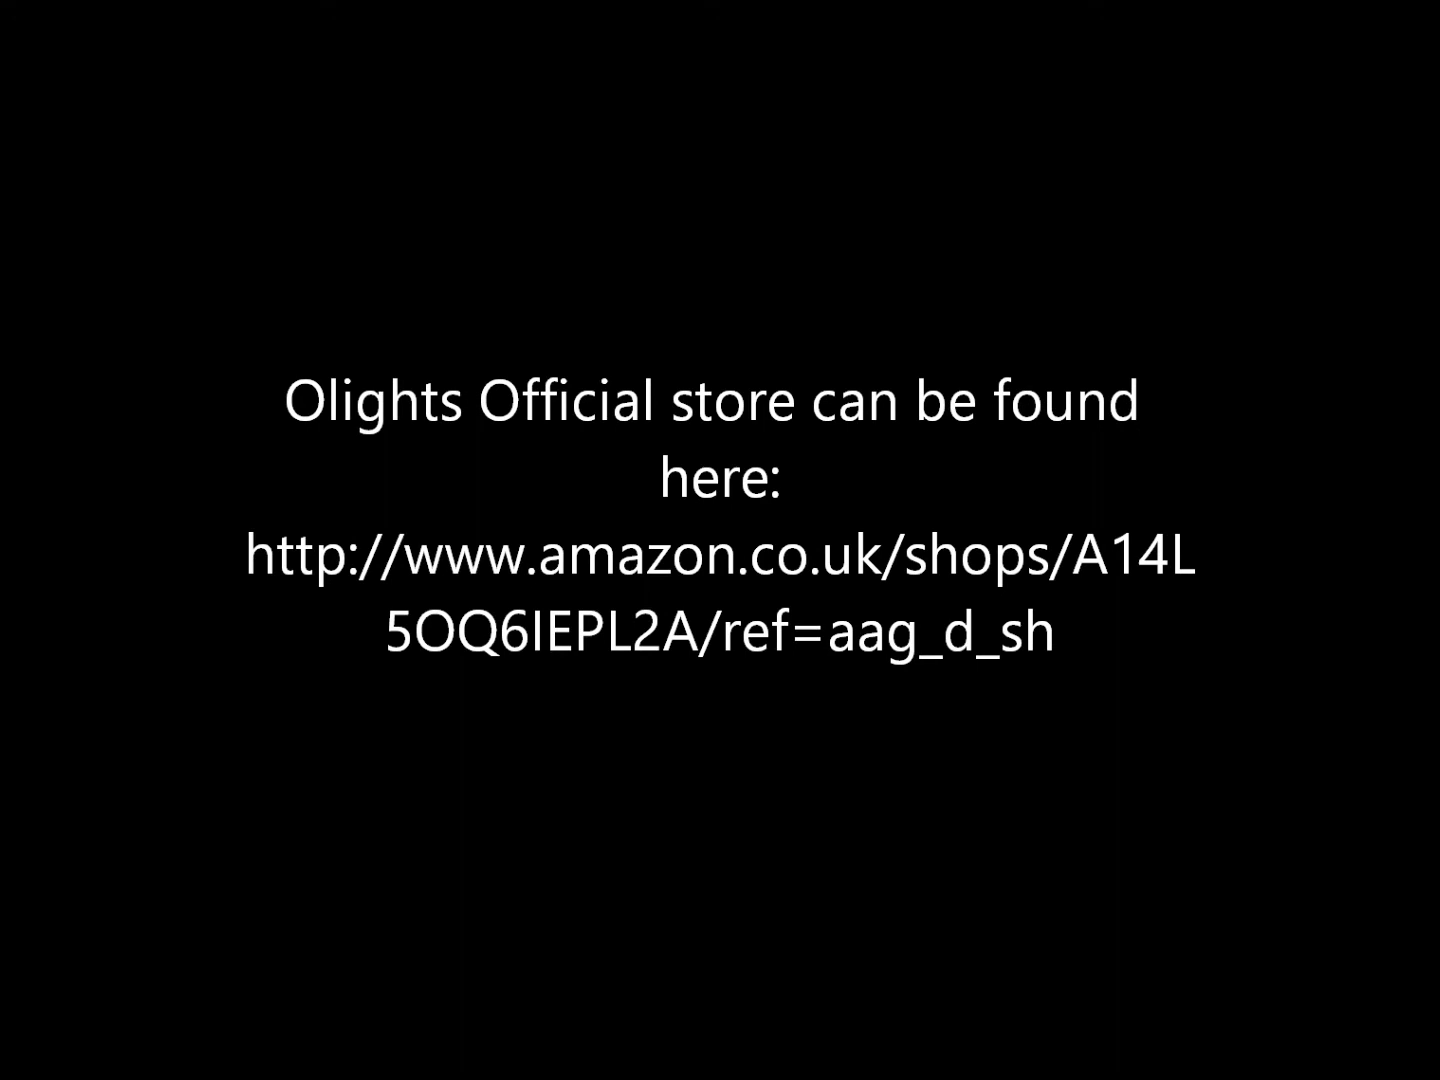 Olights Official store can be found
here:
http://www.amazon.co.uk/shops/A14L
5OQ6IEPL2A/ref=aag_d_sh